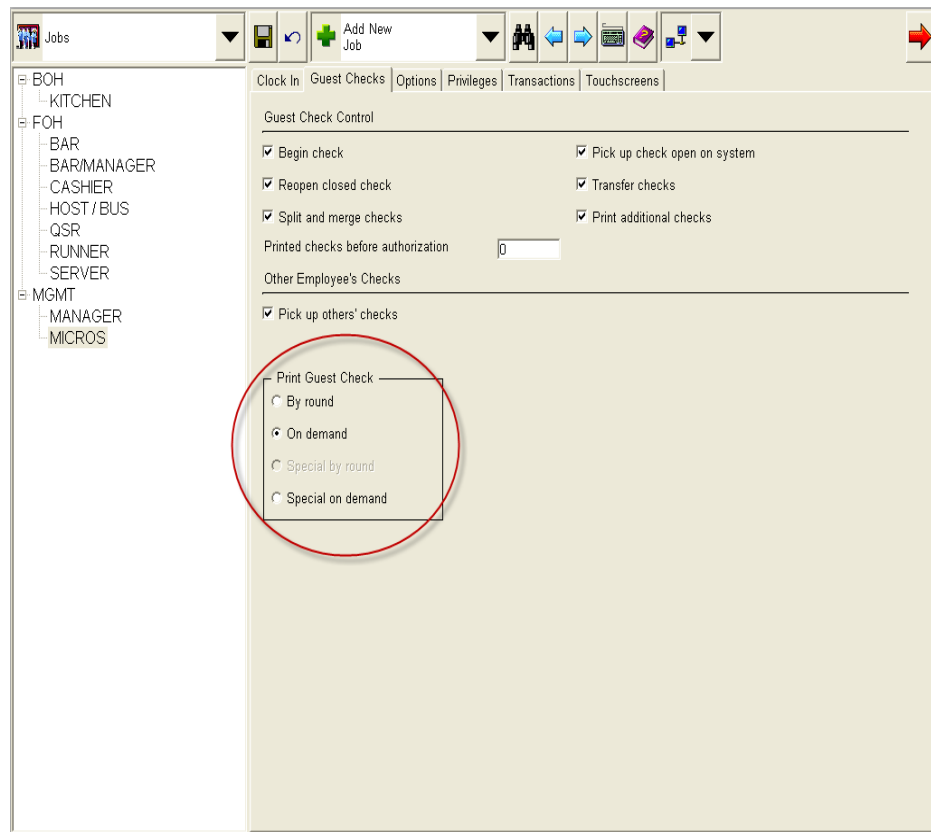 Jobs
Add New
Job
BOH
KITCHEN
FOH
BAR
BAR/MANAGER
CASHIER
HOST / BUS
QSR
RUNNER
SERVER
MGMT
MANAGER
MICROS
Clock In Guest Checks Options Privileges Transactions Touchscreens
Guest Check Control
Begin check Pick up check open on system
Reopen closed check Transfer checks
Split and merge checks Print additional checks
Printed checks before authorization 0
Other Employee's Checks
Pick up others' checks
Print Guest Check
By round
On demand
Special by round
Special on demand